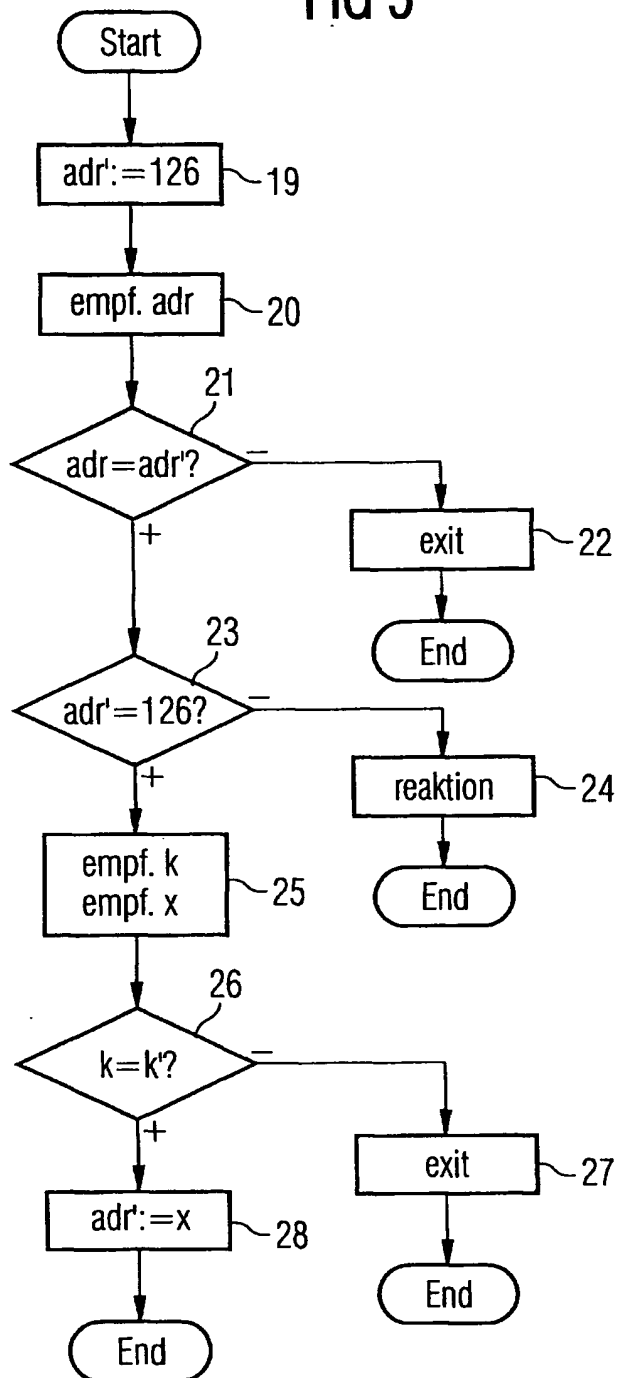 Start
adr':=126
19
empf. adr
20
21
adr=adr'?
−
+
exit
22
End
23
adr'=126?
−
+
reaktion
24
End
empf. k
empf. x
25
26
k=k'?
−
+
exit
27
End
adr':=x
28
End